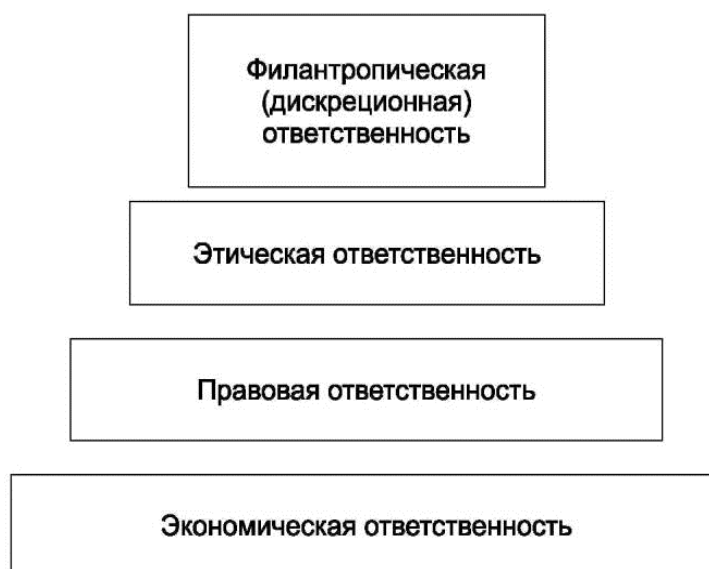 Филантропическая
(дискреционная)
ответственность
Этическая ответственность
Правовая ответственность
Экономическая ответственность